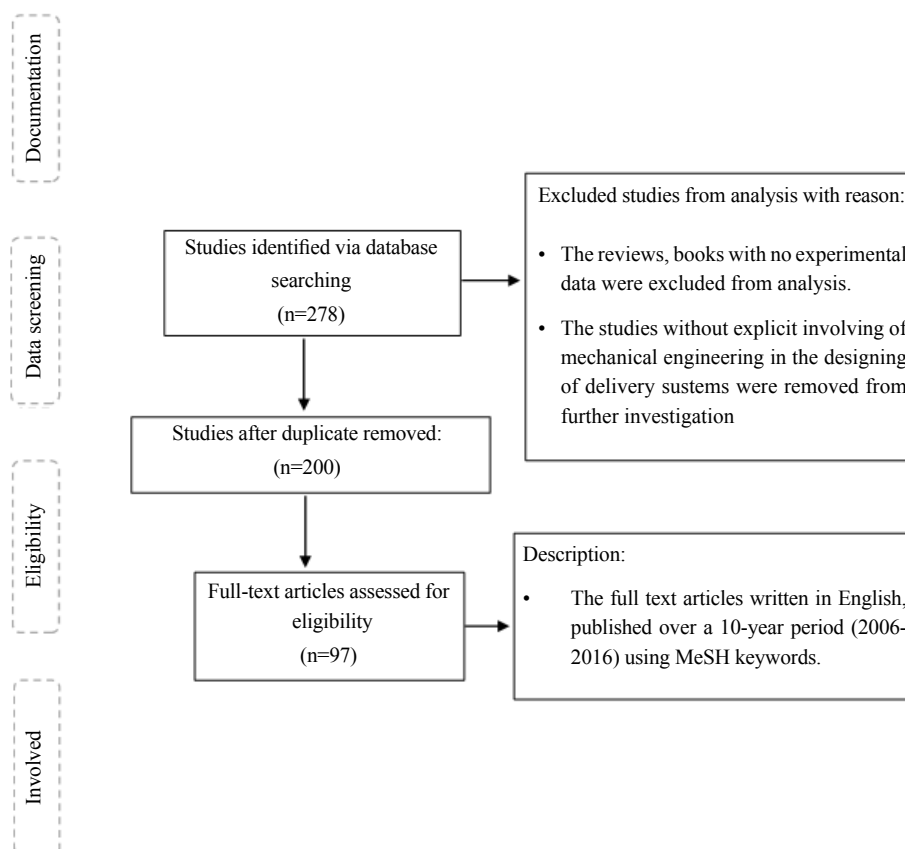 Documentation
Data screening
Eligibility
Involved
Studies identified via database
searching
(n=278)
Excluded studies from analysis with reason:
• The reviews, books with no experimental
data were excluded from analysis.
• The studies without explicit involving of
mechanical engineering in the designing
of delivery sustems were removed from
further investigation
Studies after duplicate removed:
(n=200)
Full-text articles assessed for
eligibility
(n=97)
Description:
• The full text articles written in English,
published over a 10-year period (2006-
2016) using MeSH keywords.